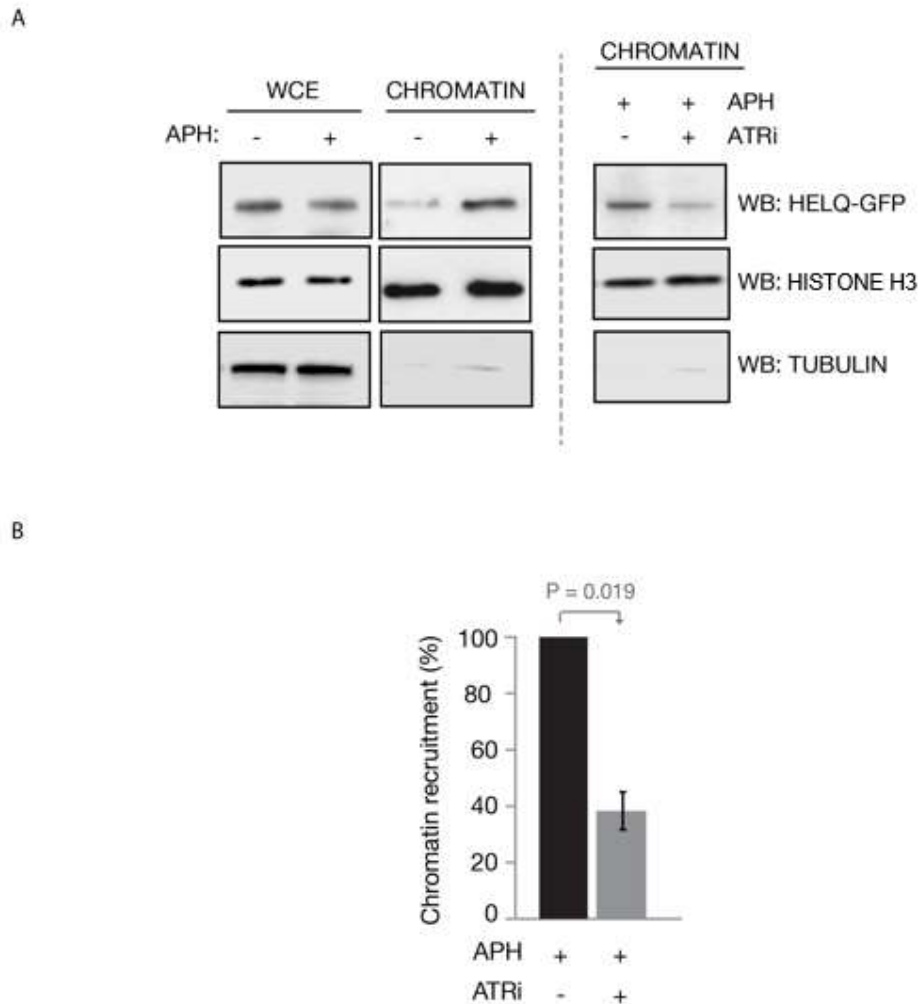 A
CHROMATIN
WCE CHROMATIN
+ + APH
APH: - + - + - + ATRi
WB: HELQ-GFP
WB: HISTONE H3
WB: TUBULIN
B
P = 0.019
Chromatin recruitment (%)
100
80
60
40
20
0
APH + +
ATRi - +